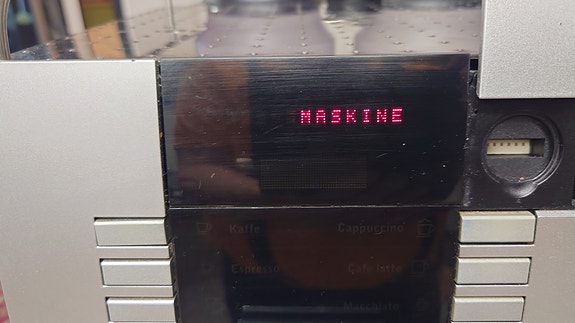 MASKINE
Kaffe Cappuccino
Espresso Café latte
Macchiato